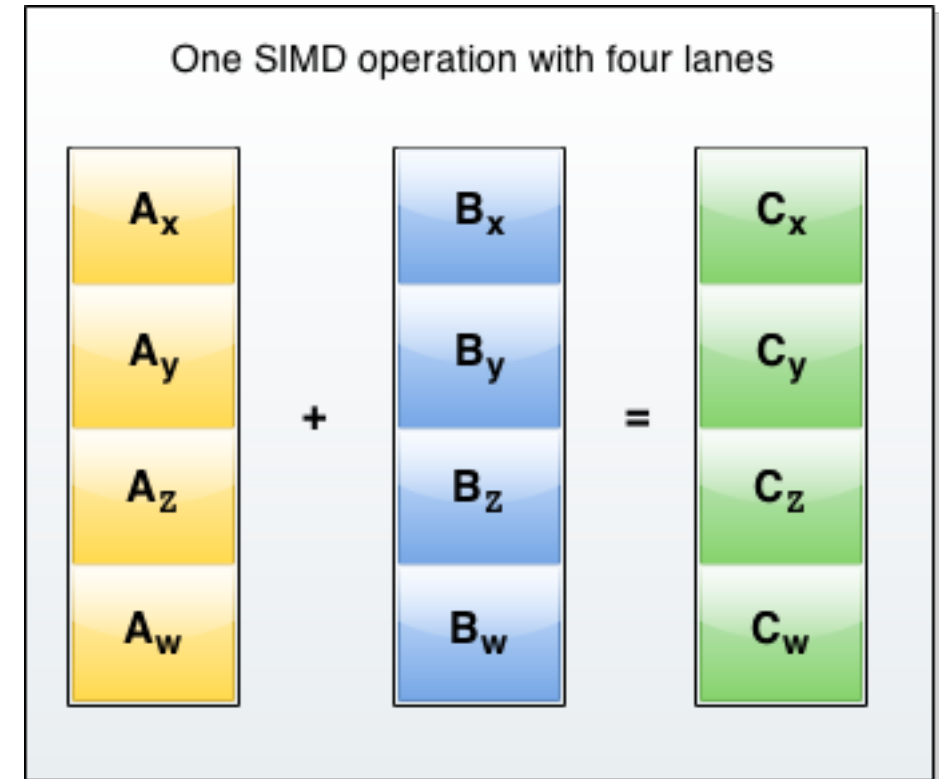 One SIMD operation with four lanes
Ax Bx Cx
Ay By Cy
+ =
Az Bz Cz
Aw Bw Cw